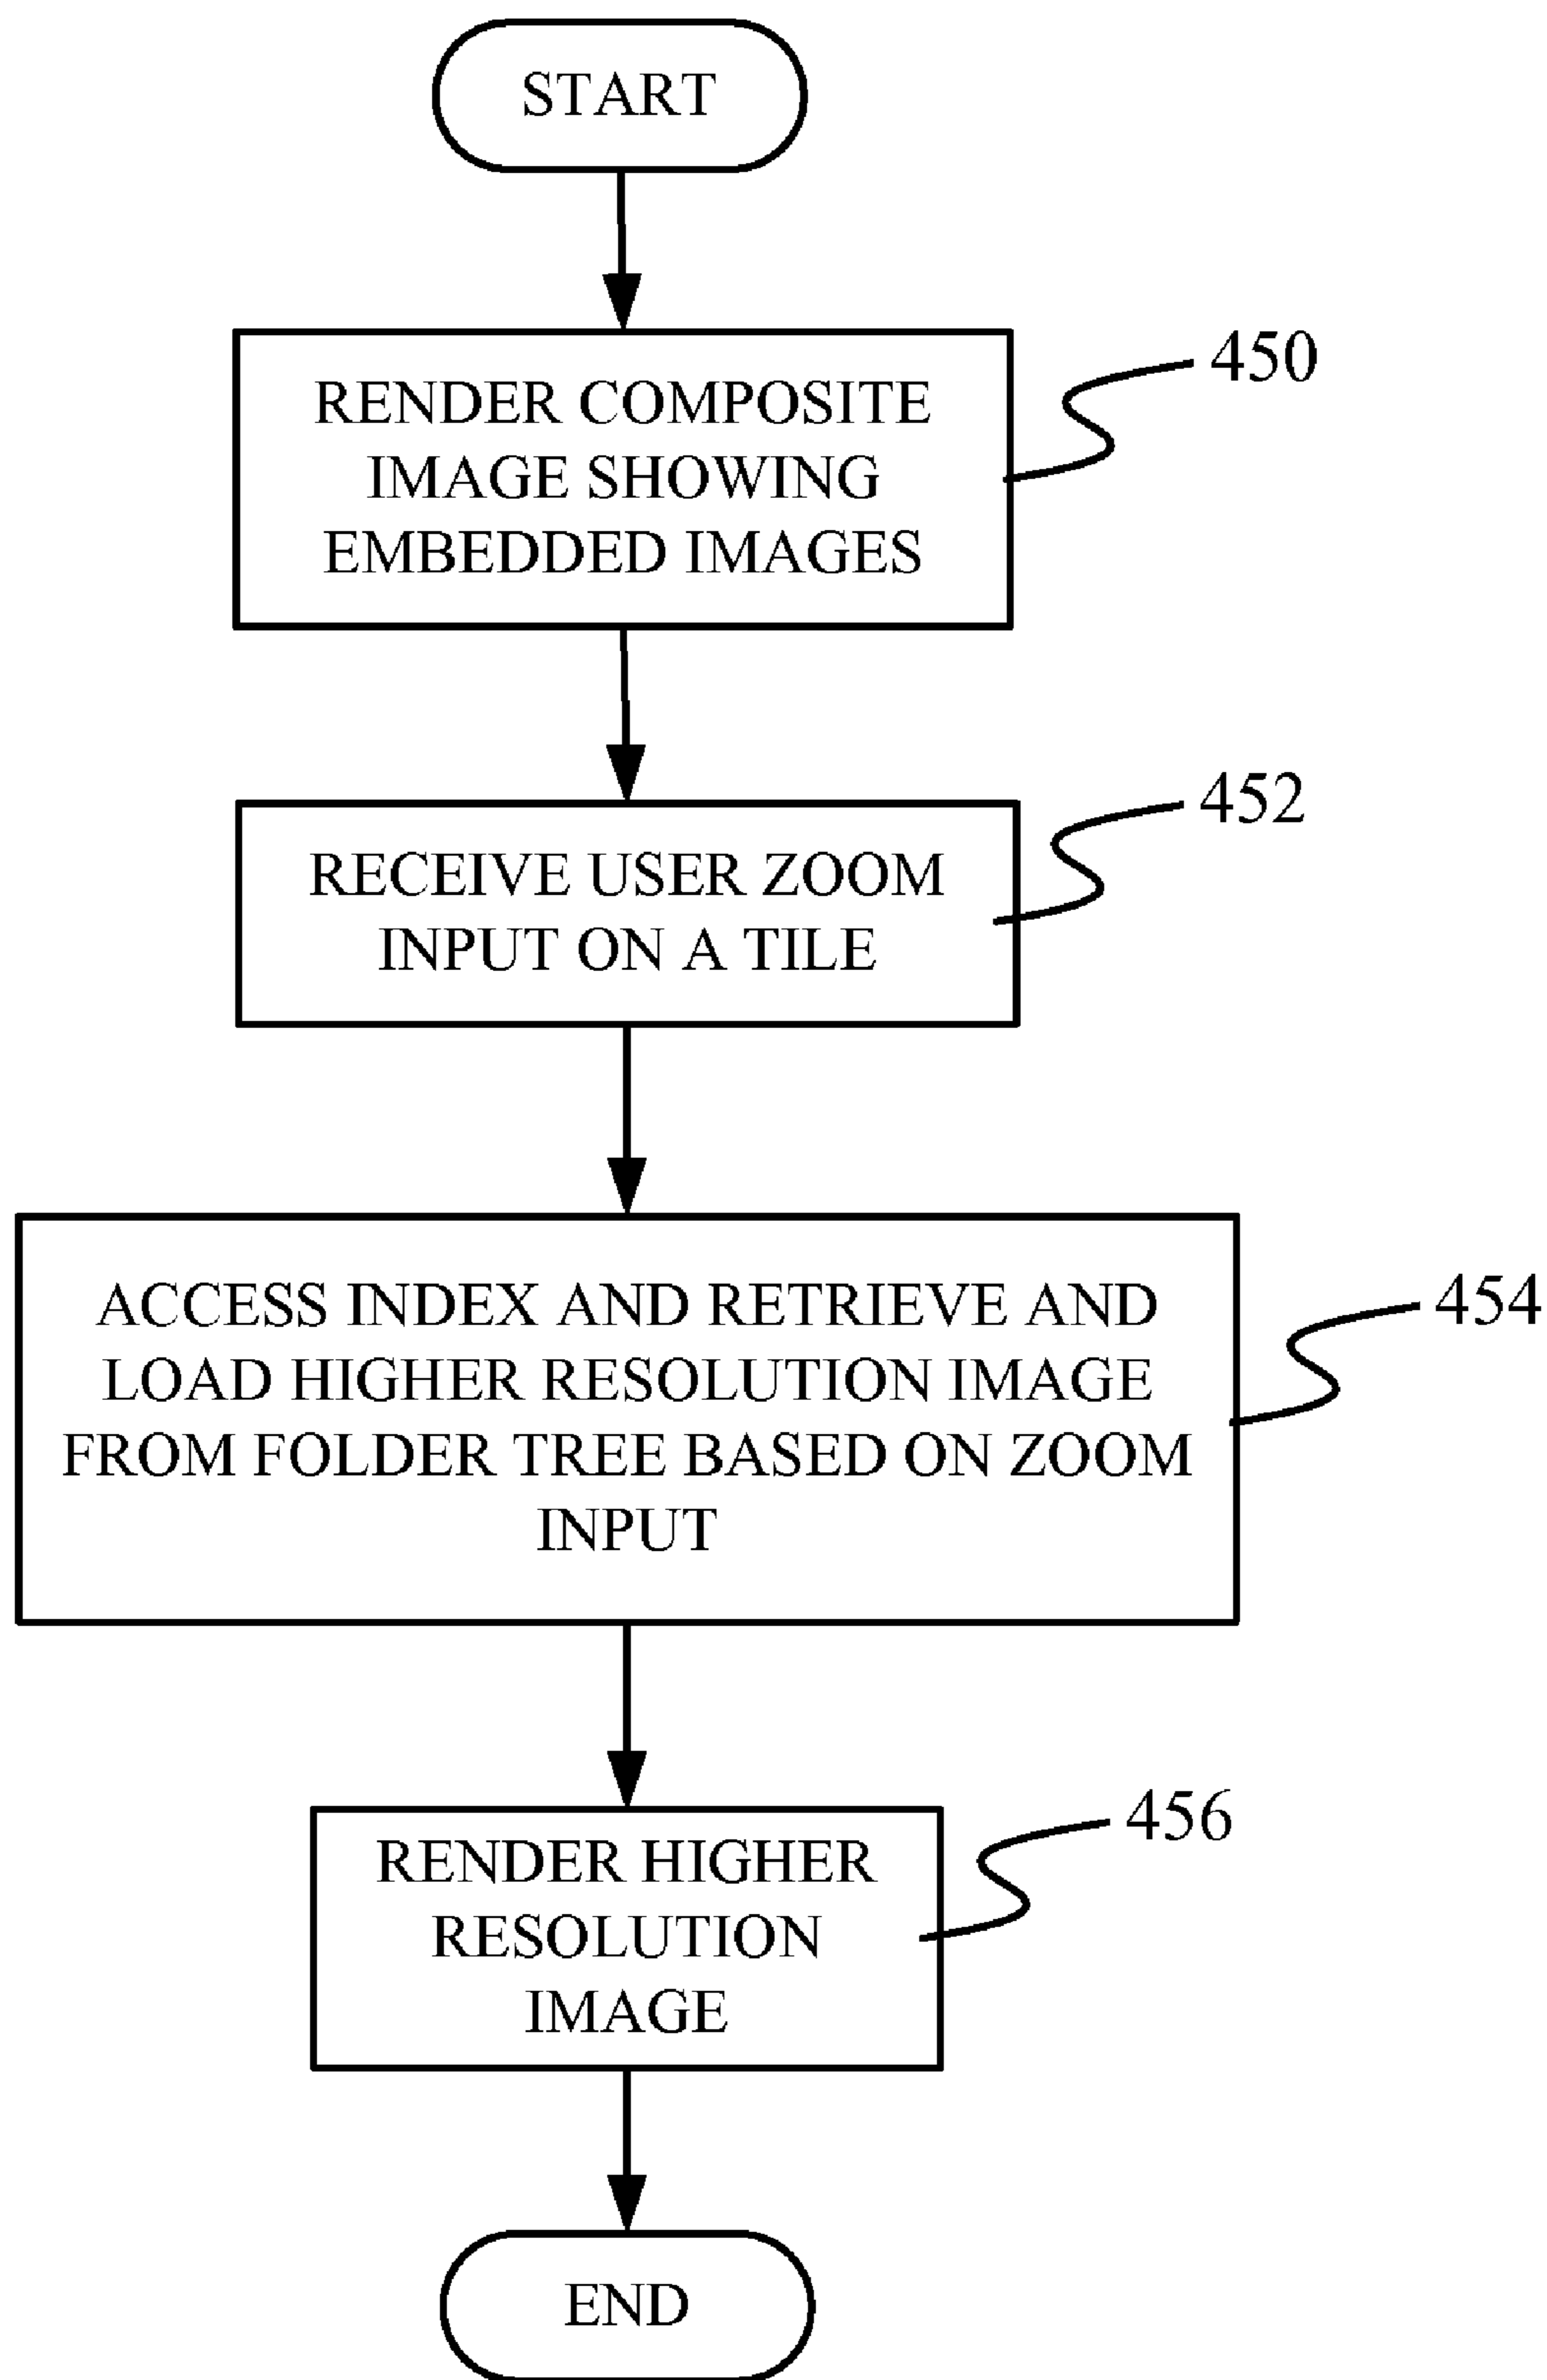 START
RENDER COMPOSITE
IMAGE SHOWING
EMBEDDED IMAGES
450
RECEIVE USER ZOOM
INPUT ON A TILE
452
ACCESS INDEX AND RETRIEVE AND
LOAD HIGHER RESOLUTION IMAGE
FROM FOLDER TREE BASED ON ZOOM
INPUT
454
RENDER HIGHER
RESOLUTION
IMAGE
456
END